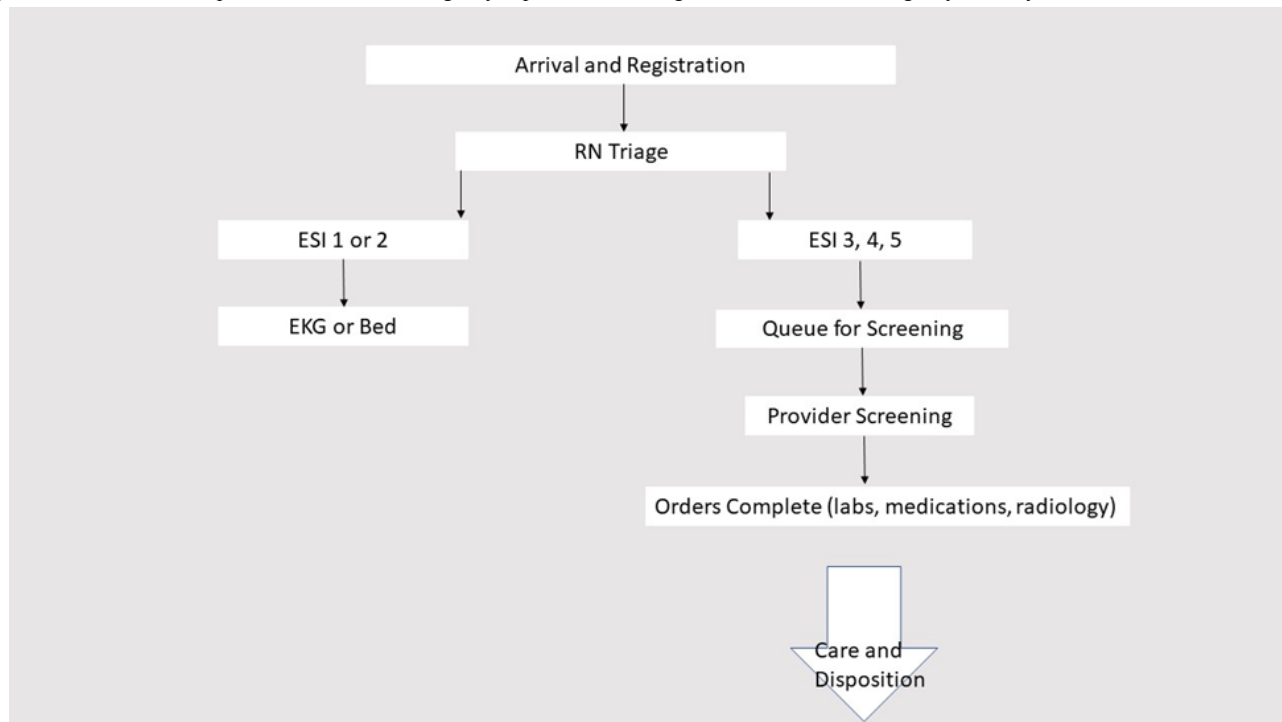 Arrival and Registration
RN Triage
ESI 1 or 2
ESI 3, 4, 5
EKG or Bed
Queue for Screening
Provider Screening
Orders Complete (labs, medications, radiology)
Care and
Disposition